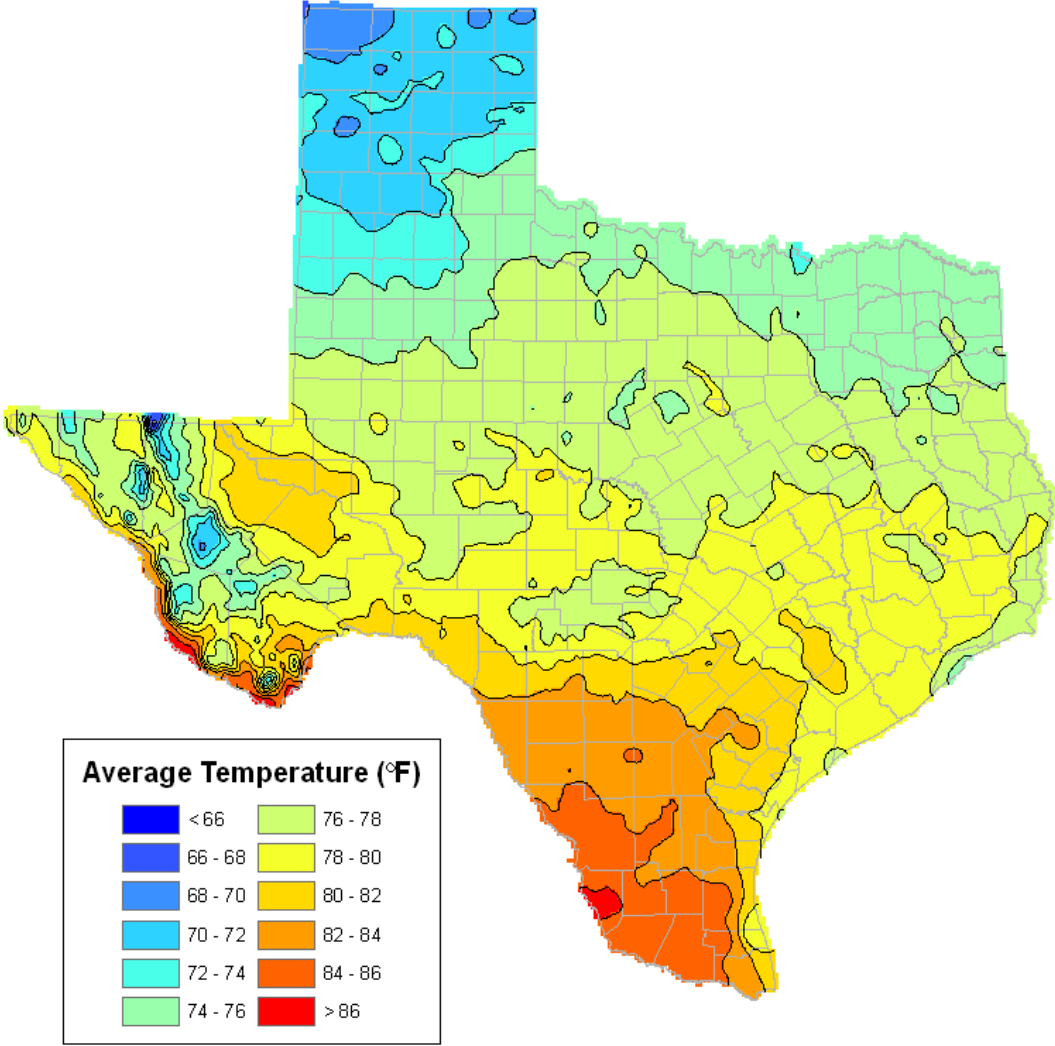 Average Temperature (°F)
< 66 76 - 78
66 - 68 78 - 80
68 - 70 80 - 82
70 - 72 82 - 84
72 - 74 84 - 86
74 - 76 > 86